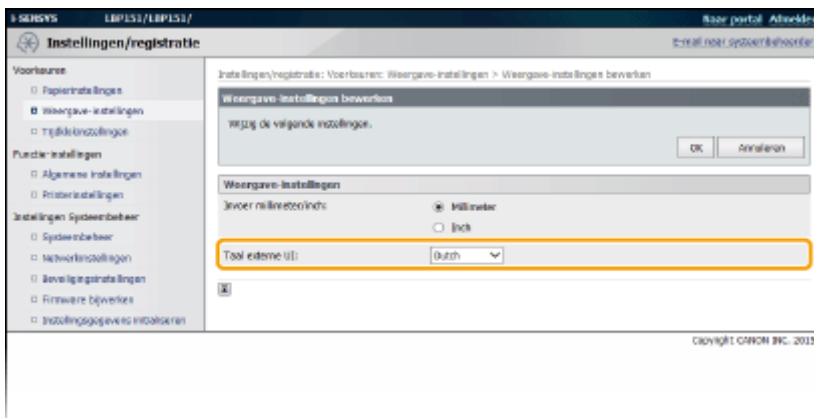 i-SENSYS LBP151/LBP151/ Naar portal Afmelden
Instellingen/registratie E-mail naar systeembeheerder
Voorkeuren
Papierinstellingen
Weergave-instellingen
Tijdklokinstellingen
Functie-instellingen
Algemene instellingen
Printerinstellingen
Instellingen Systeembeheer
Systeembeheer
Netwerkinstellingen
Beveiligingsinstellingen
Firmware bijwerken
Instellingsgegevens initialiseren
Instellingen/registratie: Voorkeuren: Weergave-instellingen > Weergave-instellingen bewerken
Weergave-instellingen bewerken
Wijzig de volgende instellingen.
OK Annuleren
Weergave-instellingen
Invoer millimeter/inch: Millimeter
Inch
Taal externe UI: Dutch
Copyright CANON INC. 2015